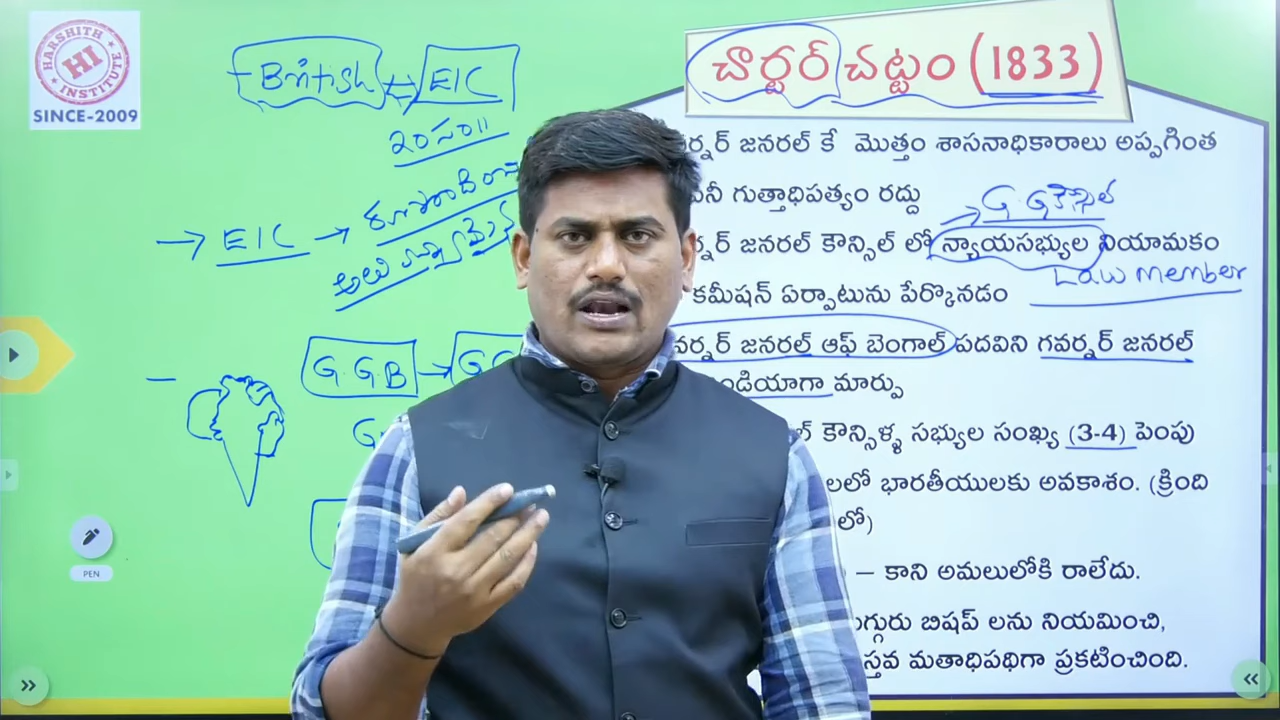 HARSHITH
HI
INSTITUTE
SINCE-2009
British ↔ EIC
20సంll
→ EIC →
G.GB →
PEN
చార్టర్ చట్టం (1833)
ర్నర్ జనరల్ కే మొత్తం శాసనాధికారాలు అప్పగింత
గుత్తాధిపత్యం రద్దు
ర్నర్ జనరల్ కౌన్సిల్ లో న్యాయసభ్యుల నియామకం
Law member
కమీషన్ ఏర్పాటును పేర్కొనడం
వర్నర్ జనరల్ ఆఫ్ బెంగాల్ పదవిని గవర్నర్ జనరల్
ండియాగా మార్పు
ల్ కౌన్సిళ్ళ సభ్యుల సంఖ్య (3-4) పెంపు
లలో భారతీయులకు అవకాశం. (క్రింది
లో)
– కాని అమలులోకి రాలేదు.
గ్గురు బిషప్ లను నియమించి,
స్తవ మతాధిపథిగా ప్రకటించింది.